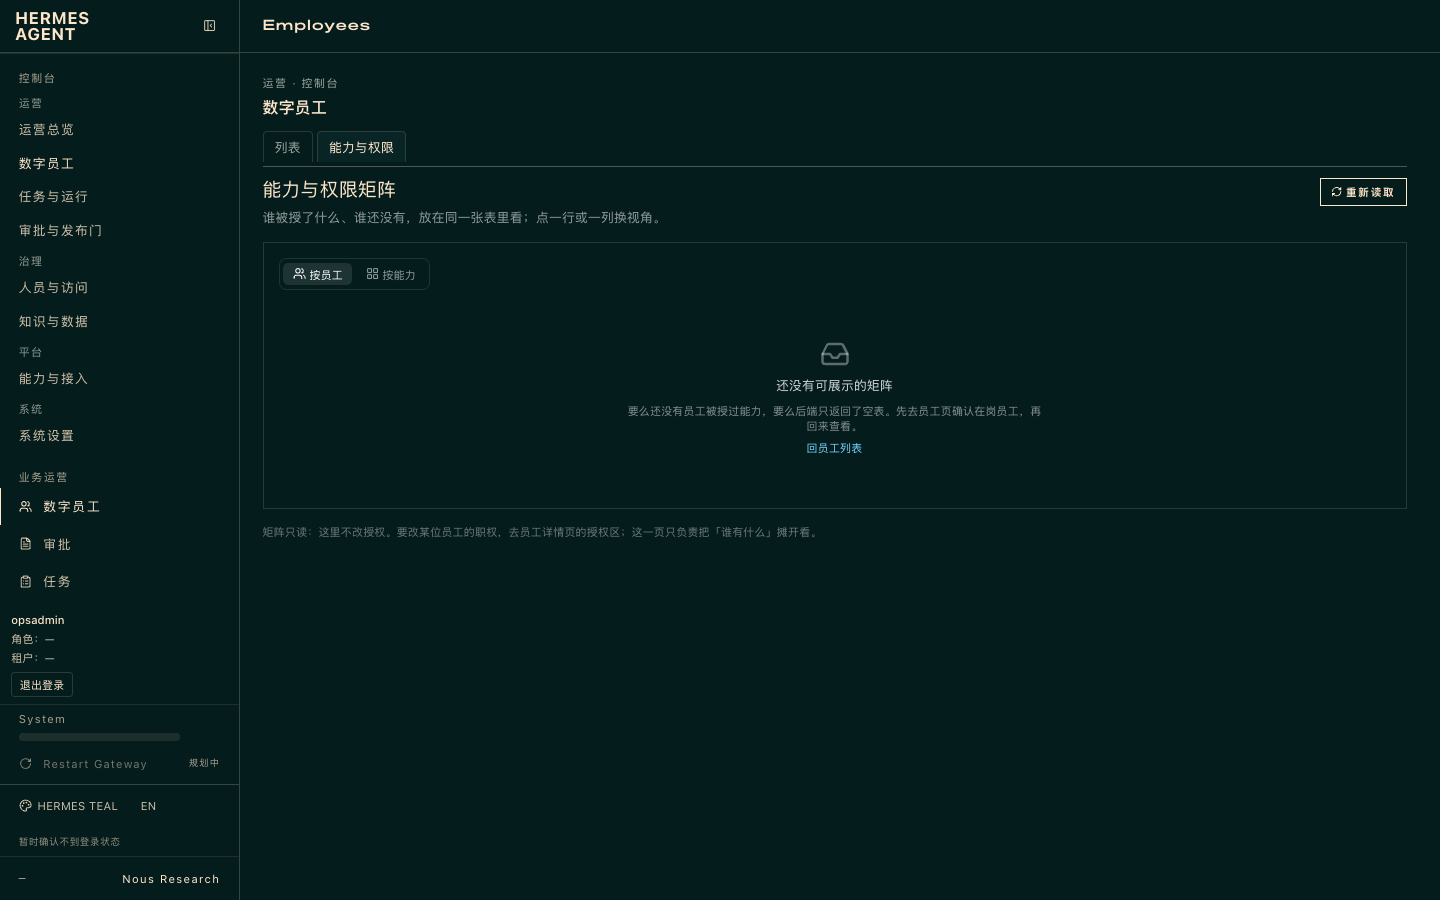 HERMES
AGENT
Employees
控制台
运营
运营总览
数字员工
任务与运行
审批与发布门
治理
人员与访问
知识与数据
平台
能力与接入
系统
系统设置
业务运营
数字员工
审批
任务
opsadmin
角色：—
租户：—
退出登录
System
Restart Gateway 规划中
HERMES TEAL EN
暂时确认不到登录状态
— Nous Research
运营 · 控制台
数字员工
列表 能力与权限
能力与权限矩阵
重新读取
谁被授了什么、谁还没有，放在同一张表里看；点一行或一列换视角。
按员工 按能力
还没有可展示的矩阵
要么还没有员工被授过能力，要么后端只返回了空表。先去员工页确认在岗员工，再
回来查看。
回员工列表
矩阵只读：这里不改授权。要改某位员工的职权，去员工详情页的授权区；这一页只负责把「谁有什么」摊开看。